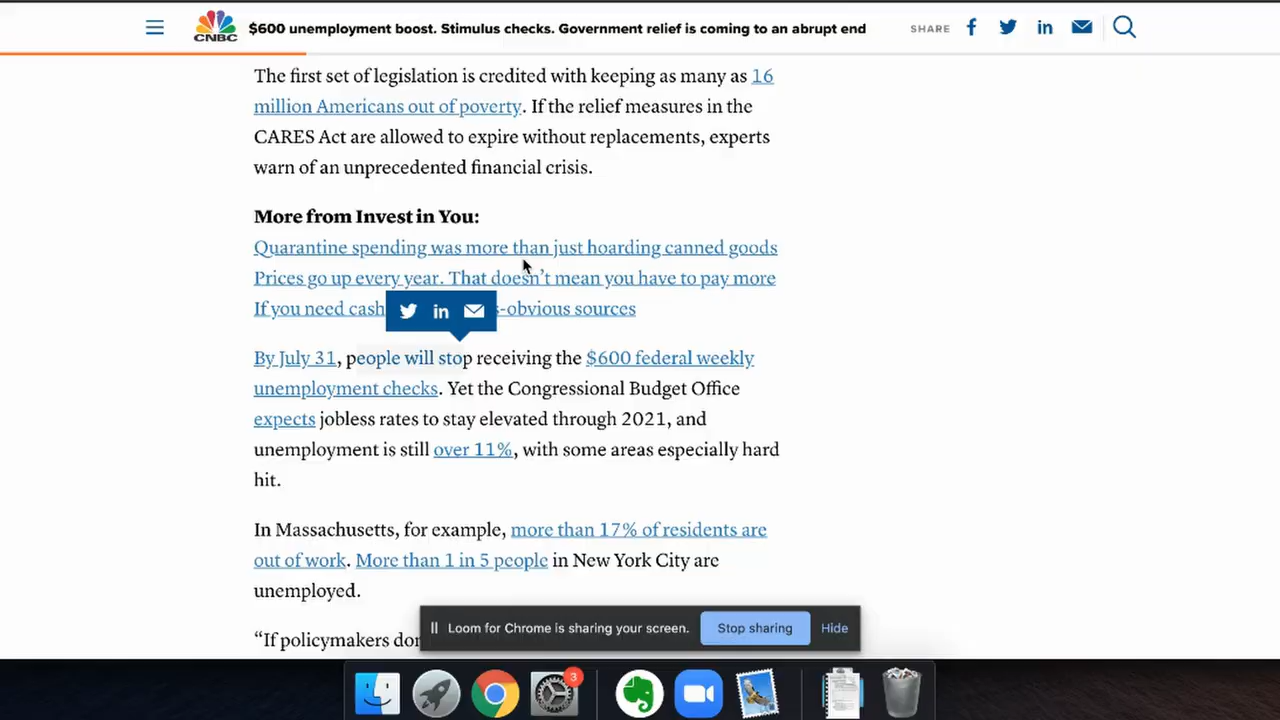 CNBC
$600 unemployment boost. Stimulus checks. Government relief is coming to an abrupt end
SHARE
The first set of legislation is credited with keeping as many as 16
million Americans out of poverty. If the relief measures in the
CARES Act are allowed to expire without replacements, experts
warn of an unprecedented financial crisis.
More from Invest in You:
Quarantine spending was more than just hoarding canned goods
Prices go up every year. That doesn't mean you have to pay more
If you need cash s-obvious sources
By July 31, people will stop receiving the $600 federal weekly
unemployment checks. Yet the Congressional Budget Office
expects jobless rates to stay elevated through 2021, and
unemployment is still over 11%, with some areas especially hard
hit.
In Massachusetts, for example, more than 17% of residents are
out of work. More than 1 in 5 people in New York City are
unemployed.
“If policymakers don
Loom for Chrome is sharing your screen.
Stop sharing
Hide
3